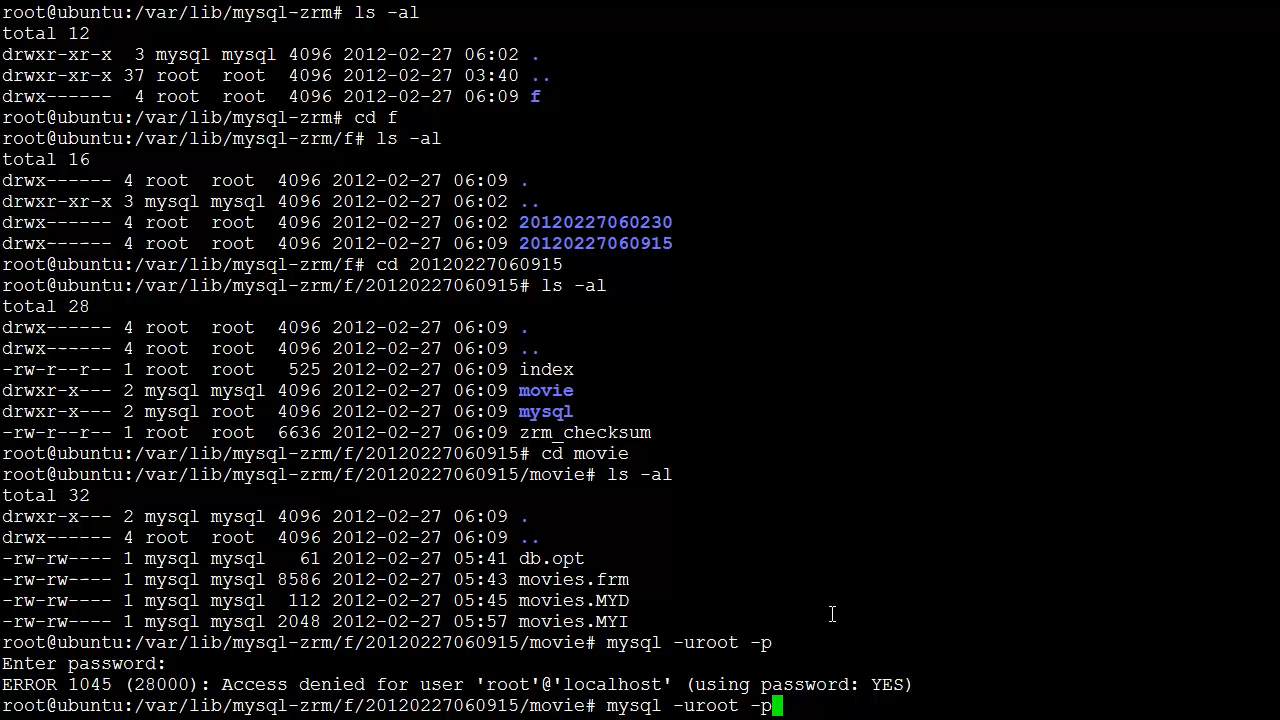 root@ubuntu:/var/lib/mysql-zrm# ls -al
total 12
drwxr-xr-x  3 mysql mysql 4096 2012-02-27 06:02 .
drwxr-xr-x 37 root  root  4096 2012-02-27 03:40 ..
drwx------  4 root  root  4096 2012-02-27 06:09 f
root@ubuntu:/var/lib/mysql-zrm# cd f
root@ubuntu:/var/lib/mysql-zrm/f# ls -al
total 16
drwx------ 4 root  root  4096 2012-02-27 06:09 .
drwxr-xr-x 3 mysql mysql 4096 2012-02-27 06:02 ..
drwx------ 4 root  root  4096 2012-02-27 06:02 20120227060230
drwx------ 4 root  root  4096 2012-02-27 06:09 20120227060915
root@ubuntu:/var/lib/mysql-zrm/f# cd 20120227060915
root@ubuntu:/var/lib/mysql-zrm/f/20120227060915# ls -al
total 28
drwx------ 4 root  root  4096 2012-02-27 06:09 .
drwx------ 4 root  root  4096 2012-02-27 06:09 ..
-rw-r--r-- 1 root  root   525 2012-02-27 06:09 index
drwxr-x--- 2 mysql mysql 4096 2012-02-27 06:09 movie
drwxr-x--- 2 mysql root  4096 2012-02-27 06:09 mysql
-rw-r--r-- 1 root  root  6636 2012-02-27 06:09 zrm_checksum
root@ubuntu:/var/lib/mysql-zrm/f/20120227060915# cd movie
root@ubuntu:/var/lib/mysql-zrm/f/20120227060915/movie# ls -al
total 32
drwxr-x--- 2 mysql mysql 4096 2012-02-27 06:09 .
drwx------ 4 root  root  4096 2012-02-27 06:09 ..
-rw-rw---- 1 mysql mysql   61 2012-02-27 05:41 db.opt
-rw-rw---- 1 mysql mysql 8586 2012-02-27 05:43 movies.frm
-rw-rw---- 1 mysql mysql  112 2012-02-27 05:45 movies.MYD
-rw-rw---- 1 mysql mysql 2048 2012-02-27 05:57 movies.MYI
root@ubuntu:/var/lib/mysql-zrm/f/20120227060915/movie# mysql -uroot -p
Enter password:
ERROR 1045 (28000): Access denied for user 'root'@'localhost' (using password: YES)
root@ubuntu:/var/lib/mysql-zrm/f/20120227060915/movie# mysql -uroot -p